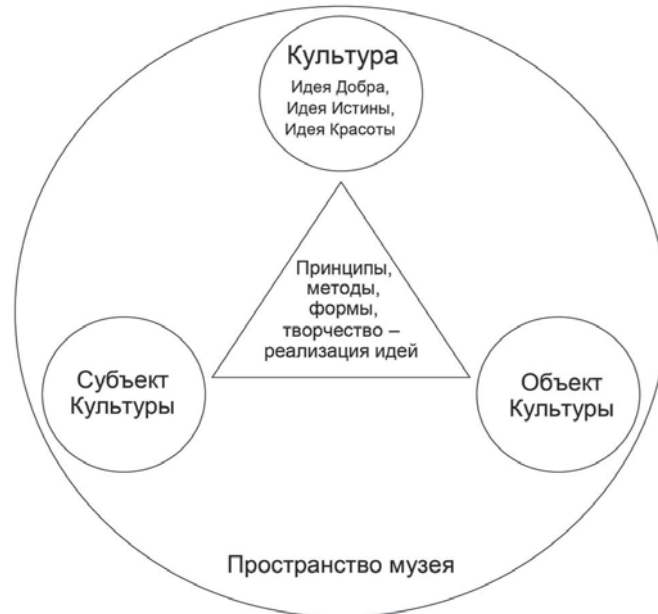 Культура
Идея Добра,
Идея Истины,
Идея Красоты
Принципы,
методы,
формы,
творчество –
реализация идей
Субъект
Культуры
Объект
Культуры
Пространство музея